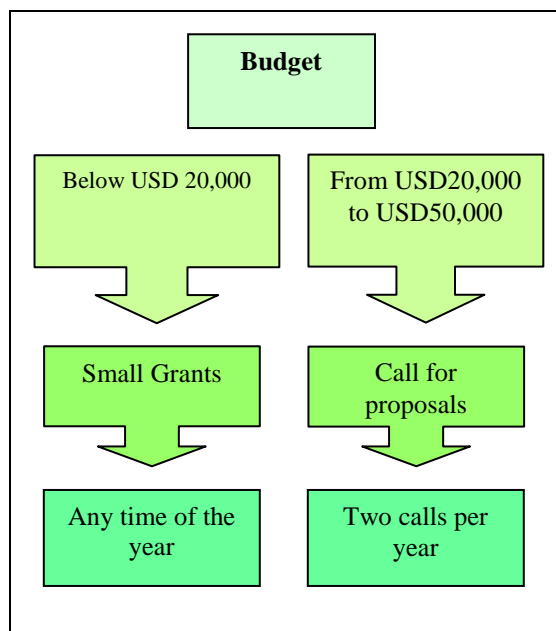 Budget
Below USD 20,000
From USD20,000
to USD50,000
Small Grants
Call for
proposals
Any time of the
year
Two calls per
year